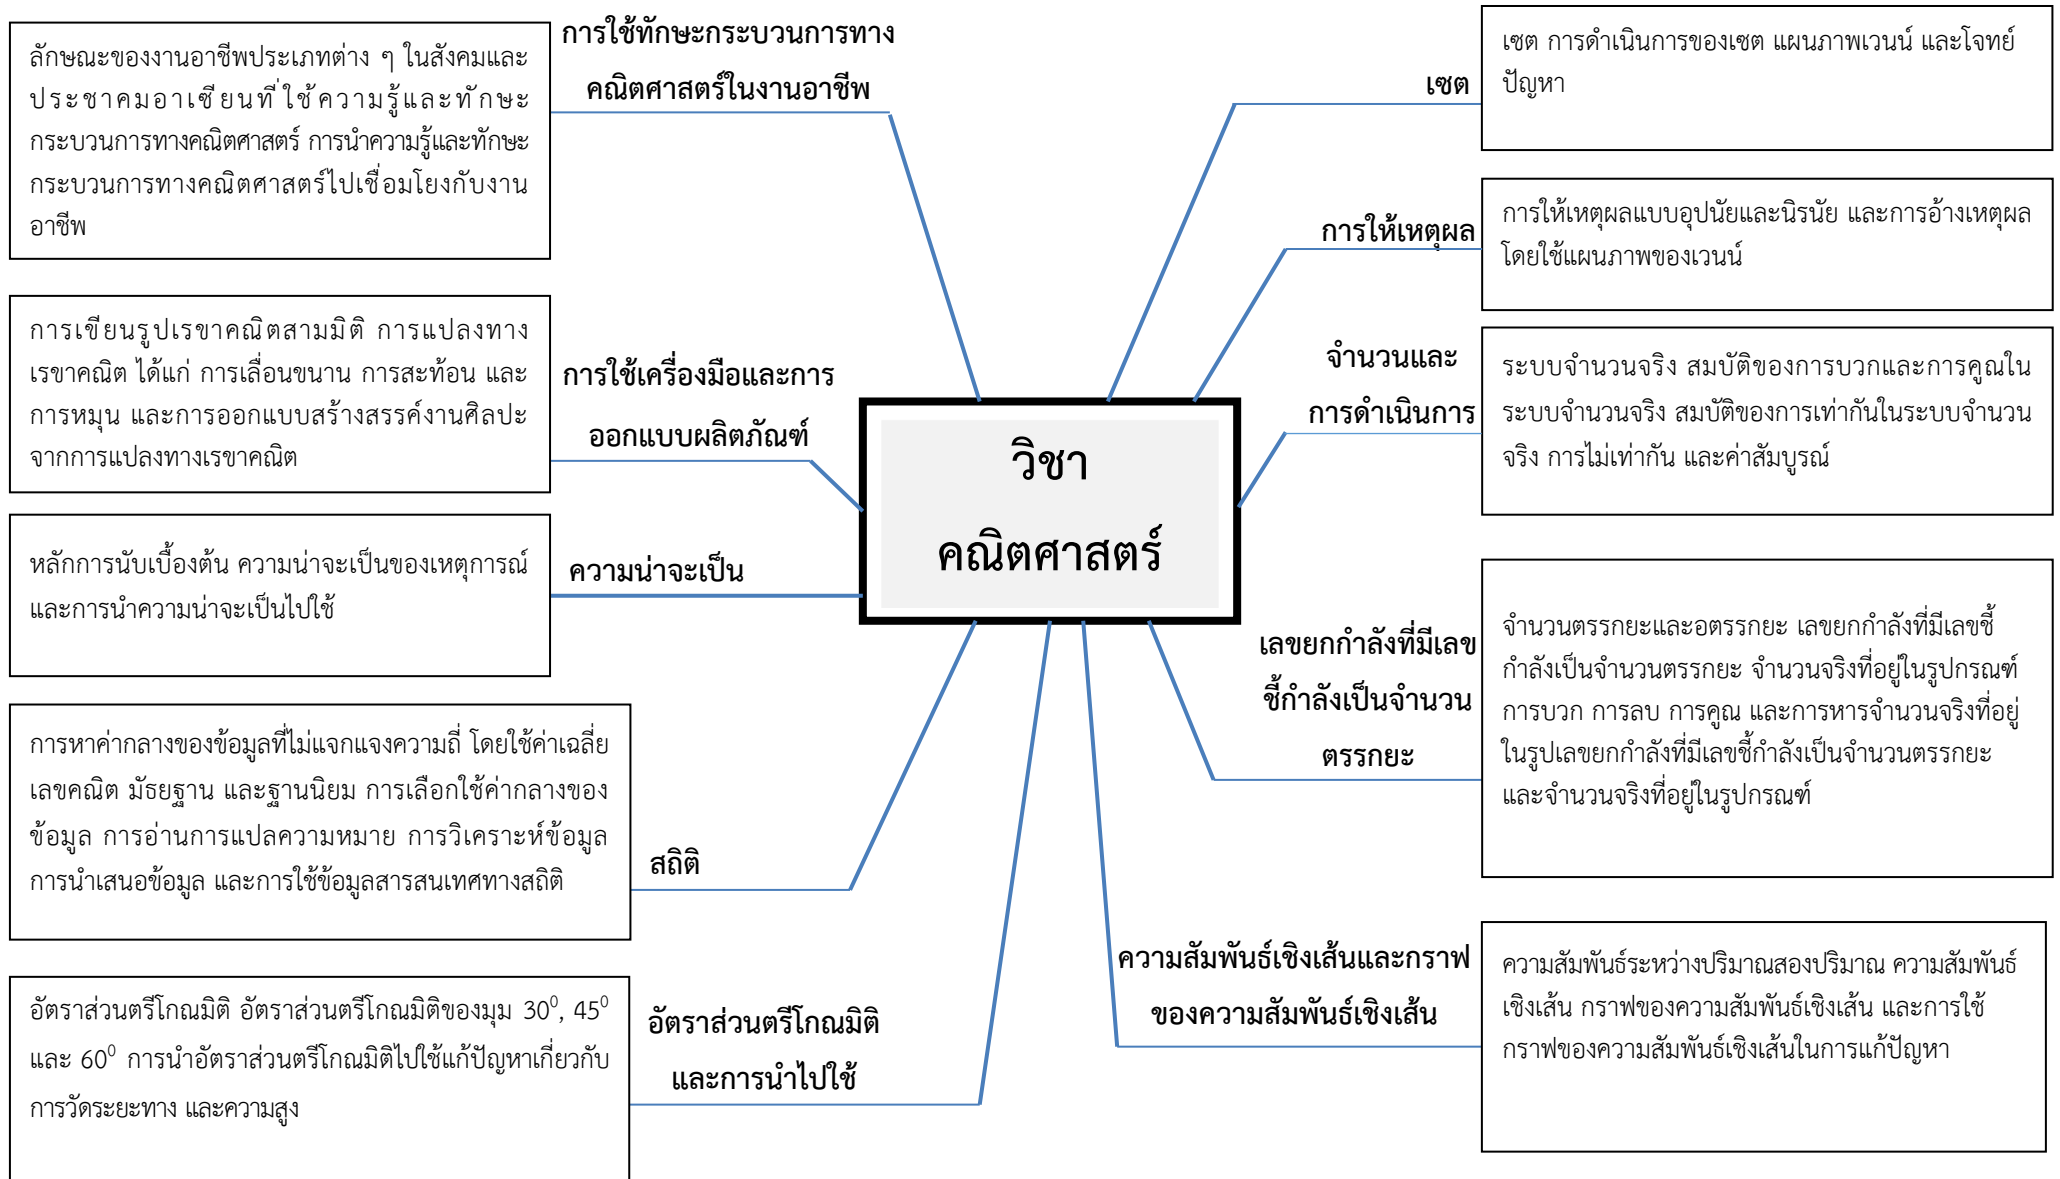 วิชา
คณิตศาสตร์
เซต
เซต การดำเนินการของเซต แผนภาพเวนน์ และโจทย์
ปัญหา
การให้เหตุผล
การให้เหตุผลแบบอุปนัยและนิรนัย และการอ้างเหตุผล
โดยใช้แผนภาพของเวนน์
จำนวนและ
การดำเนินการ
ระบบจำนวนจริง สมบัติของการบวกและการคูณใน
ระบบจำนวนจริง สมบัติของการเท่ากันในระบบจำนวน
จริง การไม่เท่ากัน และค่าสัมบูรณ์
เลขยกกำลังที่มีเลข
ชี้กำลังเป็นจำนวน
ตรรกยะ
จำนวนตรรกยะและอตรรกยะ เลขยกกำลังที่มีเลขชี้
กำลังเป็นจำนวนตรรกยะ จำนวนจริงที่อยู่ในรูปกรณฑ์
การบวก การลบ การคูณ และการหารจำนวนจริงที่อยู่
ในรูปเลขยกกำลังที่มีเลขชี้กำลังเป็นจำนวนตรรกยะ
และจำนวนจริงที่อยู่ในรูปกรณฑ์
ความสัมพันธ์เชิงเส้นและกราฟ
ของความสัมพันธ์เชิงเส้น
ความสัมพันธ์ระหว่างปริมาณสองปริมาณ ความสัมพันธ์
เชิงเส้น กราฟของความสัมพันธ์เชิงเส้น และการใช้
กราฟของความสัมพันธ์เชิงเส้นในการแก้ปัญหา
การใช้ทักษะกระบวนการทาง
คณิตศาสตร์ในงานอาชีพ
ลักษณะของงานอาชีพประเภทต่าง ๆ ในสังคมและ
ประชาคมอาเซียนที่ใช้ความรู้และทักษะ
กระบวนการทางคณิตศาสตร์ การนำความรู้และทักษะ
กระบวนการทางคณิตศาสตร์ไปเชื่อมโยงกับงาน
อาชีพ
การใช้เครื่องมือและการ
ออกแบบผลิตภัณฑ์
การเขียนรูปเรขาคณิตสามมิติ การแปลงทาง
เรขาคณิต ได้แก่ การเลื่อนขนาน การสะท้อน และ
การหมุน และการออกแบบสร้างสรรค์งานศิลปะ
จากการแปลงทางเรขาคณิต
ความน่าจะเป็น
หลักการนับเบื้องต้น ความน่าจะเป็นของเหตุการณ์
และการนำความน่าจะเป็นไปใช้
สถิติ
การหาค่ากลางของข้อมูลที่ไม่แจกแจงความถี่ โดยใช้ค่าเฉลี่ย
เลขคณิต มัธยฐาน และฐานนิยม การเลือกใช้ค่ากลางของ
ข้อมูล การอ่านการแปลความหมาย การวิเคราะห์ข้อมูล
การนำเสนอข้อมูล และการใช้ข้อมูลสารสนเทศทางสถิติ
อัตราส่วนตรีโกณมิติ
และการนำไปใช้
อัตราส่วนตรีโกณมิติ อัตราส่วนตรีโกณมิติของมุม 30⁰, 45⁰
และ 60⁰ การนำอัตราส่วนตรีโกณมิติไปใช้แก้ปัญหาเกี่ยวกับ
การวัดระยะทาง และความสูง